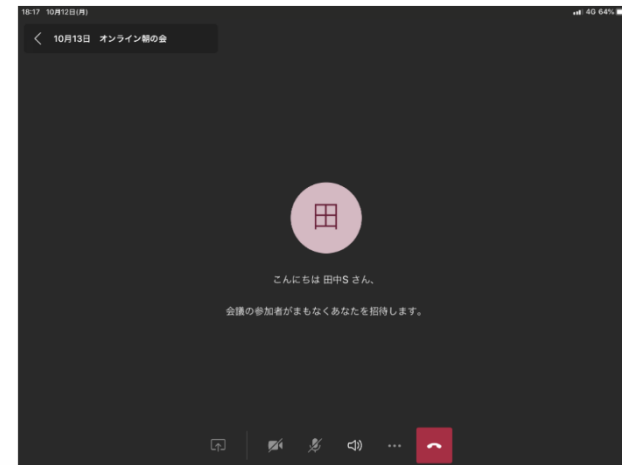 18:17 10月12日(月)
4G 64%
10月13日 オンライン朝の会
田
こんにちは 田中S さん、
会議の参加者がまもなくあなたを招待します。